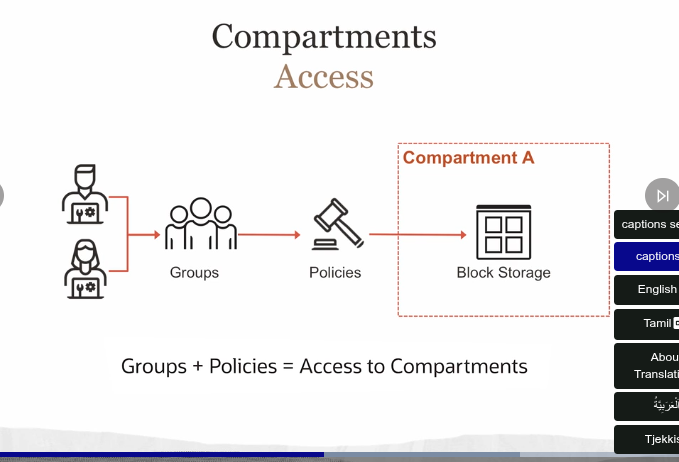 Compartments
Access
Compartment A
Groups
Policies
Block Storage
Groups + Policies = Access to Compartments
captions se
captions
English
Tamil
Abou
Translati
العَرَبِيَّةُ
Tjekkis